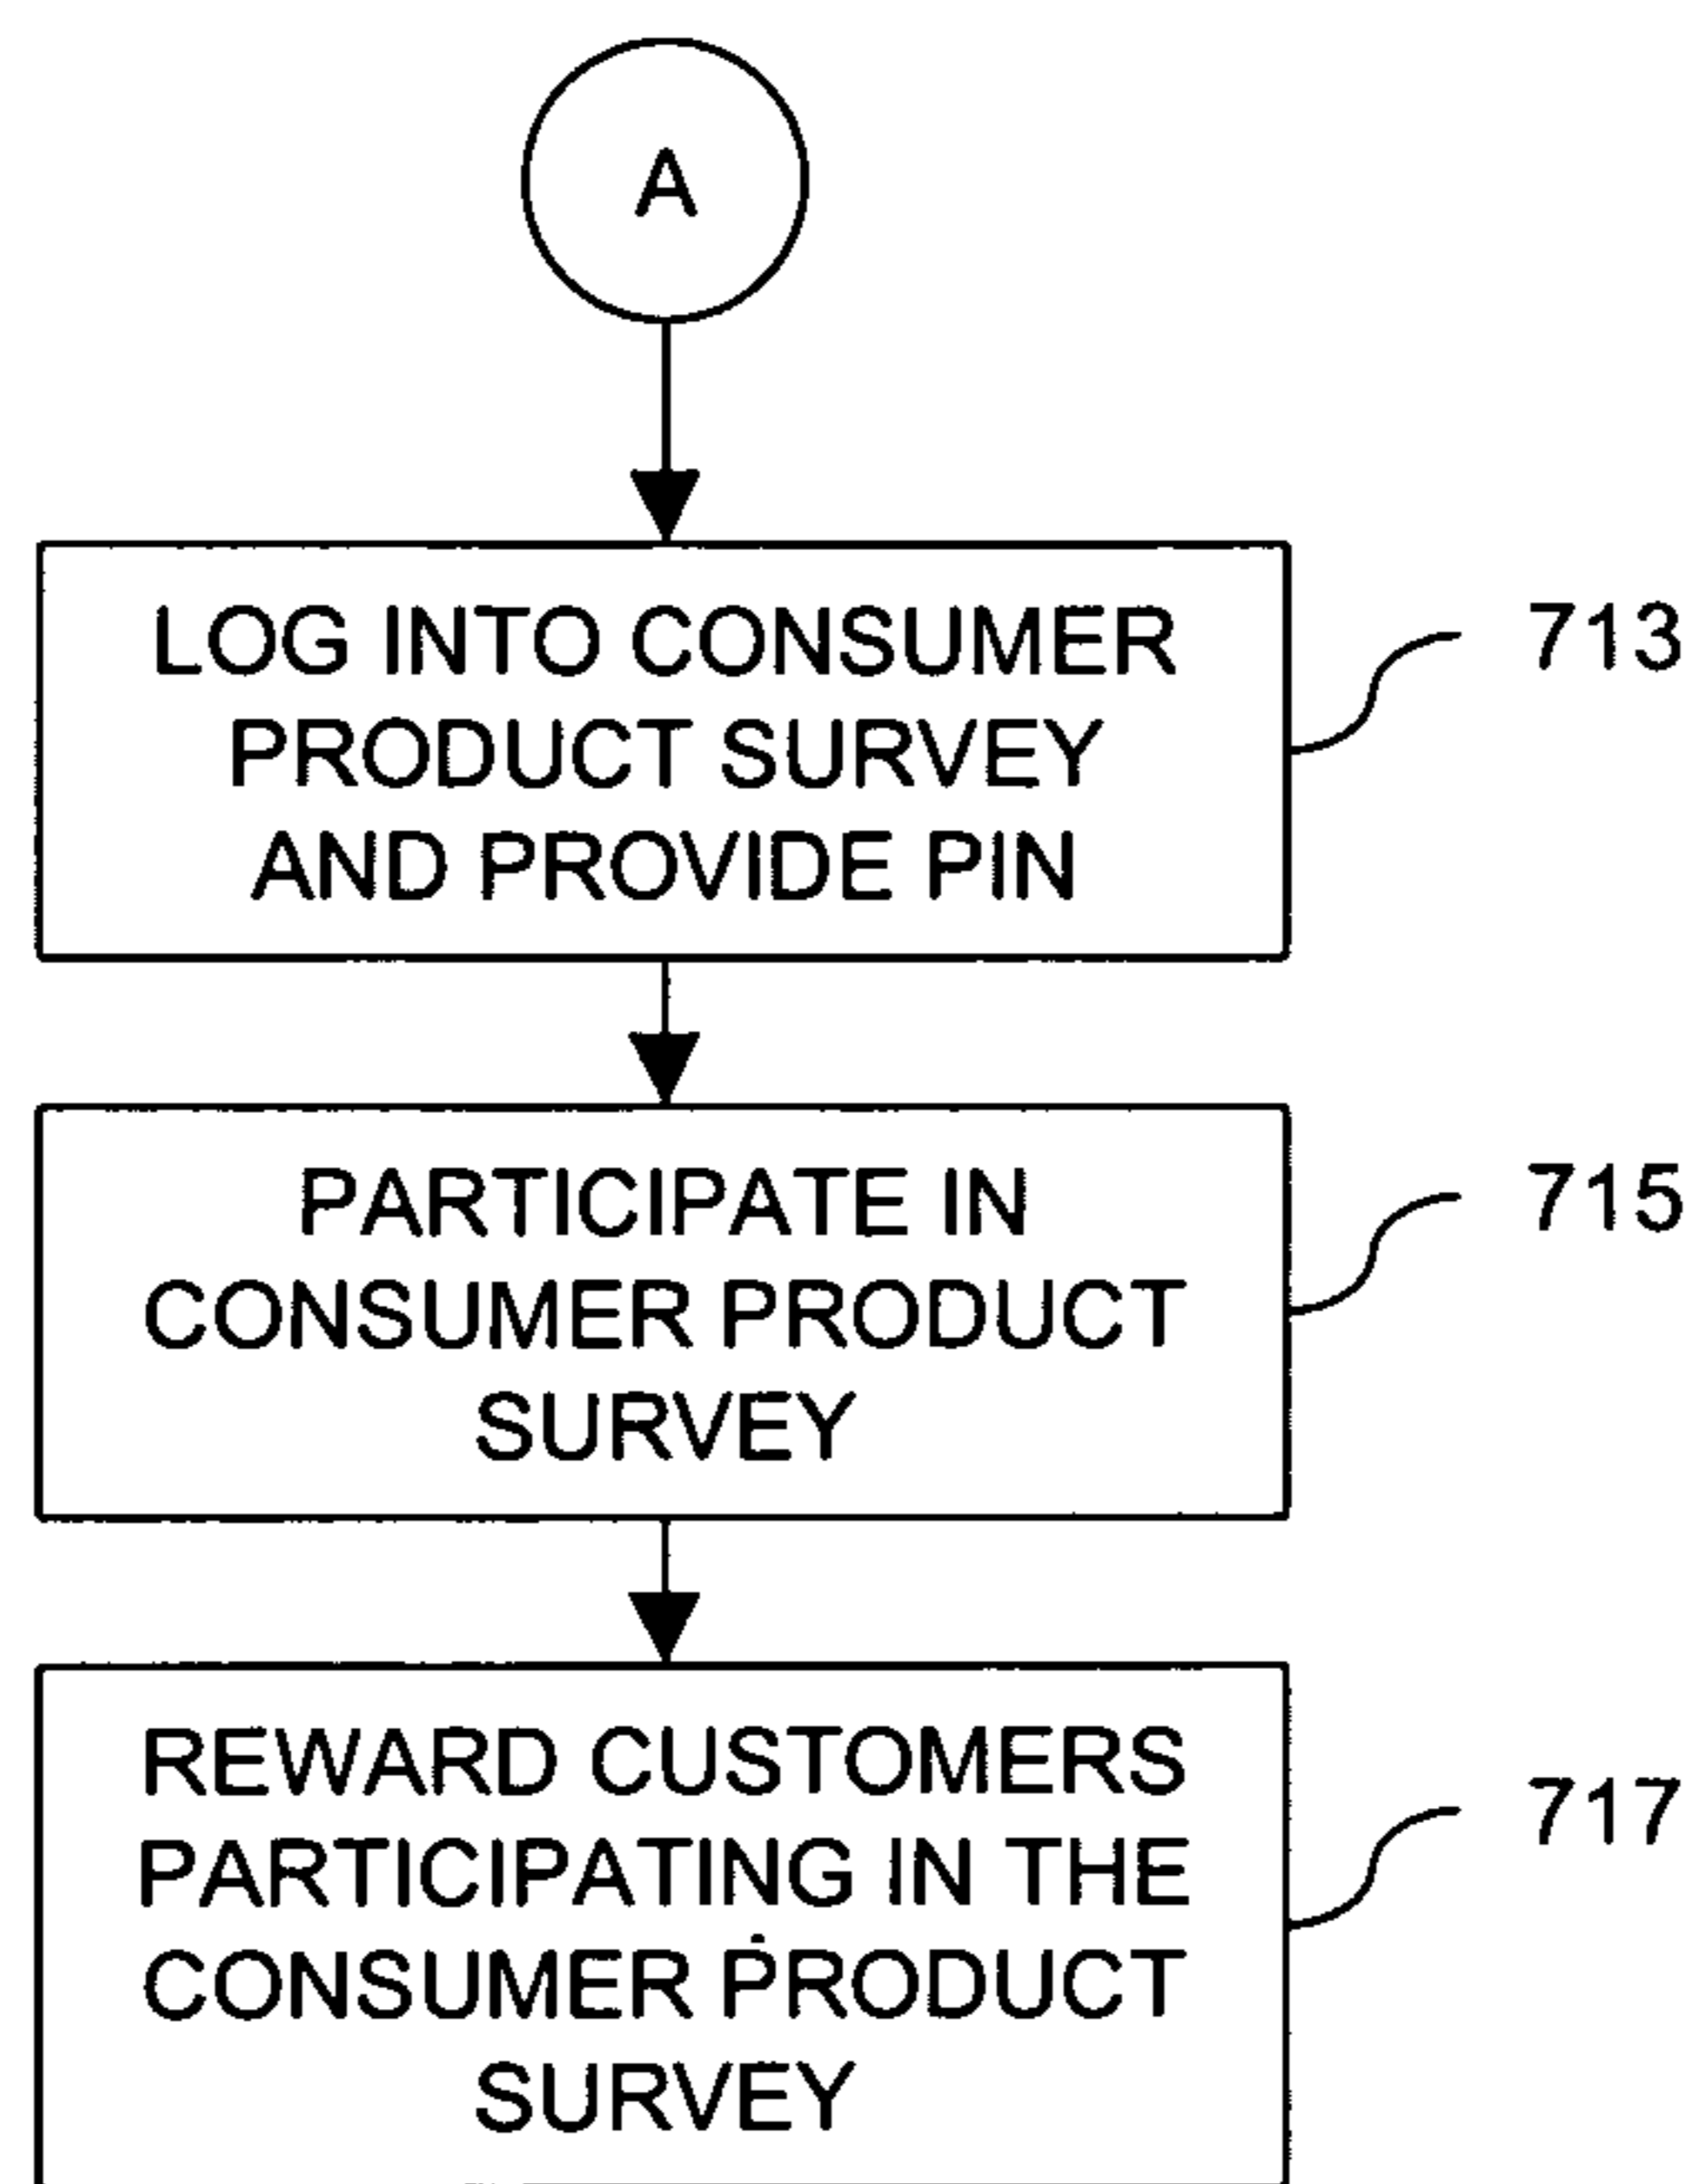 A
LOG INTO CONSUMER
PRODUCT SURVEY
AND PROVIDE PIN
713
PARTICIPATE IN
CONSUMER PRODUCT
SURVEY
715
REWARD CUSTOMERS
PARTICIPATING IN THE
CONSUMER PRODUCT
SURVEY
717